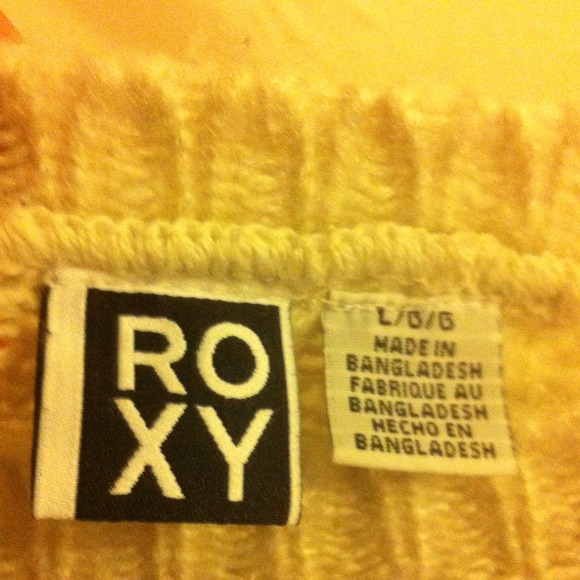 RO
XY
L/G/G
MADE IN
BANGLADESH
FABRIQUE AU
BANGLADESH
HECHO EN
BANGLADESH